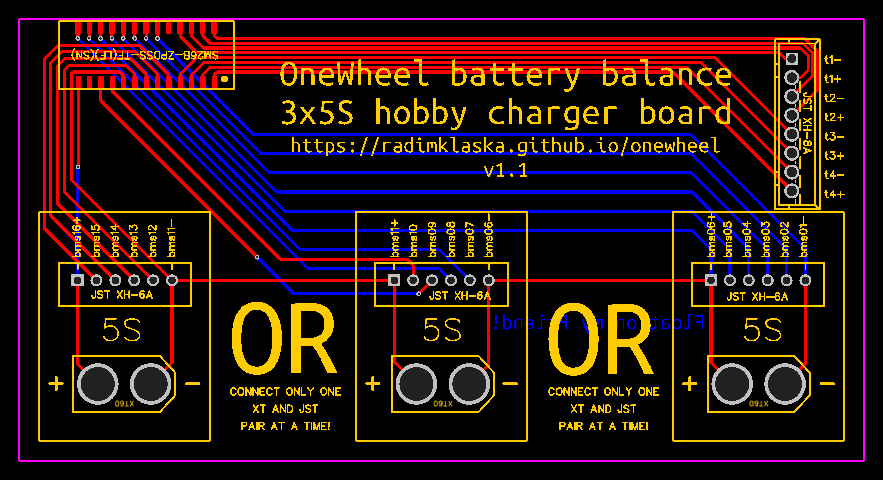 SM26B-ZPDSS-TF(LF)(SN)
OneWheel battery balance
3x5S hobby charger board
https://radimklaska.github.io/onewheel
v1.1
JST XH-8A
t1-
t1+
t2-
t2+
t3-
t3+
t4-
t4+
bms16+
bms15
bms14
bms13
bms12
bms11-
JST XH-6A
5S
+
-
XT60
OR
CONNECT ONLY ONE
XT AND JST
PAIR AT A TIME!
bms11+
bms10
bms09
bms08
bms07
bms06-
JST XH-6A
5S
+
-
XT60
Float on my friend!
OR
CONNECT ONLY ONE
XT AND JST
PAIR AT A TIME!
bms06+
bms05
bms04
bms03
bms02
bms01-
JST XH-6A
5S
+
-
XT60